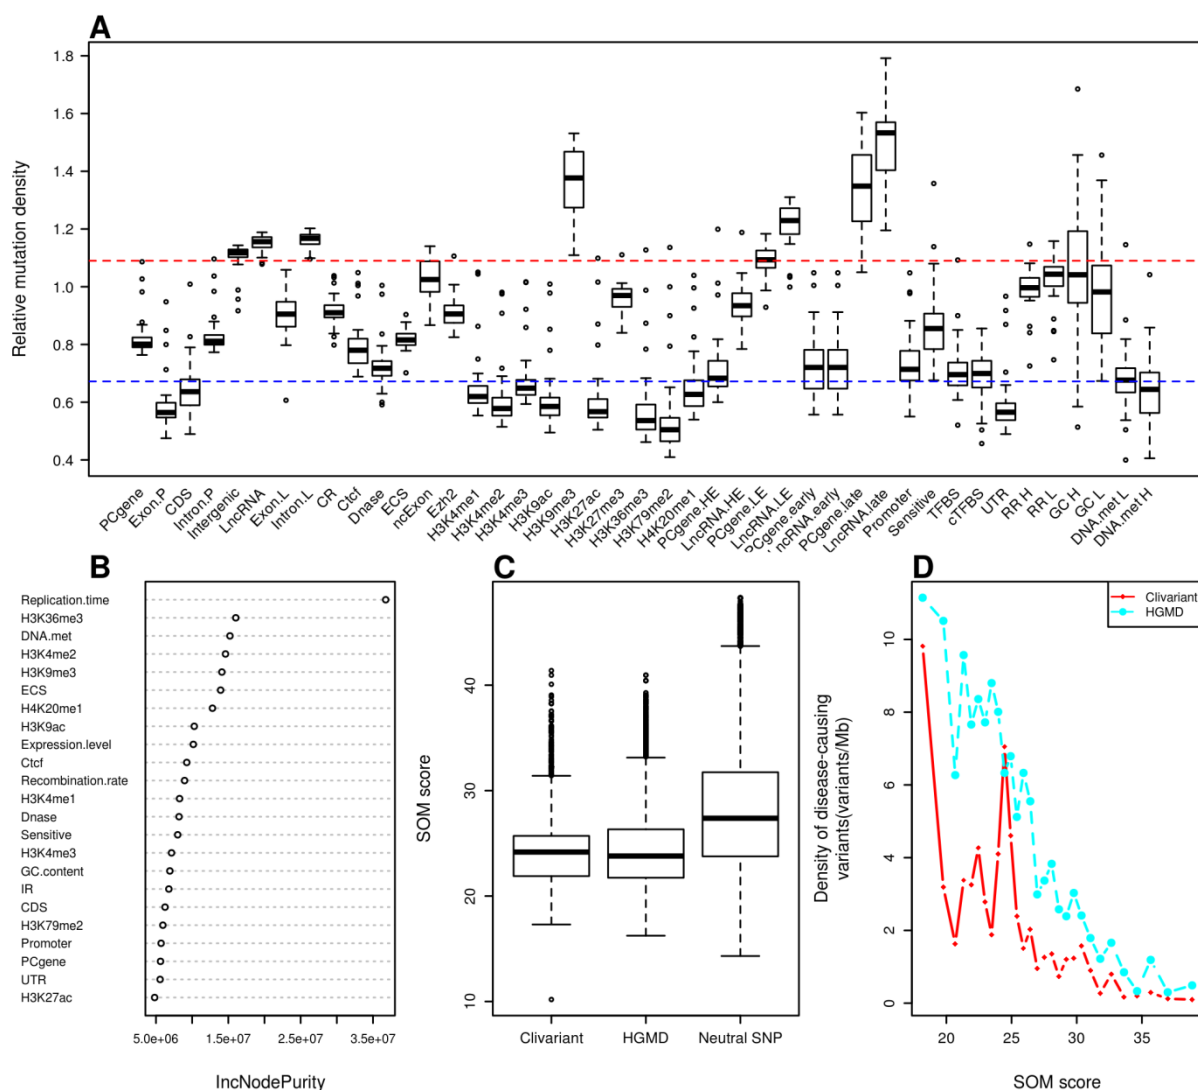 A
Relative mutation density
1.8
1.6
1.4
1.2
1.0
0.8
0.6
0.4
PCgene
Exon.P
CDS
Intron.P
Intergenic
LncRNA
Exon.L
Intron.L
CR
Ctcf
Dnase
ECS
ncExon
Ezh2
H3K4me1
H3K4me2
H3K4me3
H3K9ac
H3K9me3
H3K27ac
H3K27me3
H3K36me3
H3K79me2
H4K20me1
PCgene.HE
LncRNA.HE
PCgene.LE
LncRNA.LE
PCgene.early
LncRNA.early
PCgene.late
LncRNA.late
Promoter
Sensitive
TFBS
cTFBS
UTR
RR H
RR L
GC H
GC L
DNA.met L
DNA.met H
B
Replication.time
H3K36me3
DNA.met
H3K4me2
H3K9me3
ECS
H4K20me1
H3K9ac
Expression.level
Ctcf
Recombination.rate
H3K4me1
Dnase
Sensitive
H3K4me3
GC.content
IR
CDS
H3K79me2
Promoter
PCgene
UTR
H3K27ac
5.0e+06
1.5e+07
2.5e+07
3.5e+07
IncNodePurity
C
SOM score
40
30
20
10
Clivariant
HGMD
Neutral SNP
D
Density of disease-causing
variants(variants/Mb)
10
8
6
4
2
0
Clivariant
HGMD
20
25
30
35
SOM score